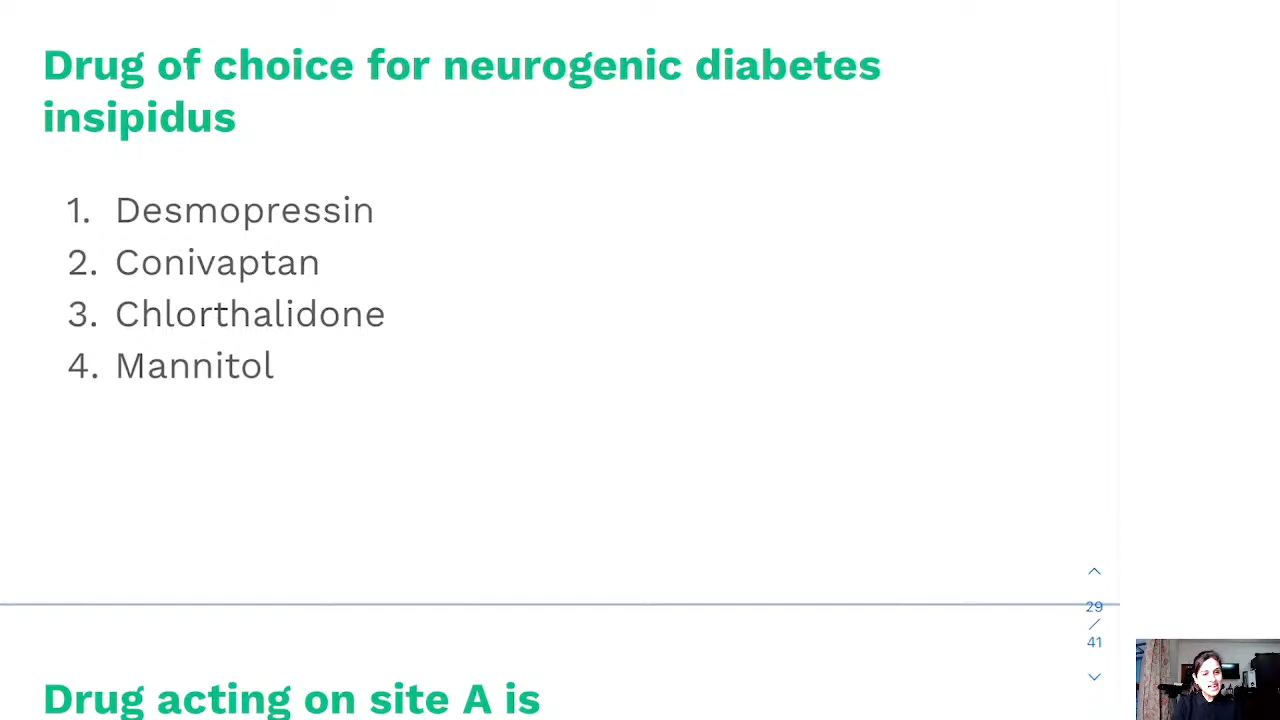 Drug of choice for neurogenic diabetes
insipidus
1. Desmopressin
2. Conivaptan
3. Chlorthalidone
4. Mannitol
29
/
41
Drug acting on site A is